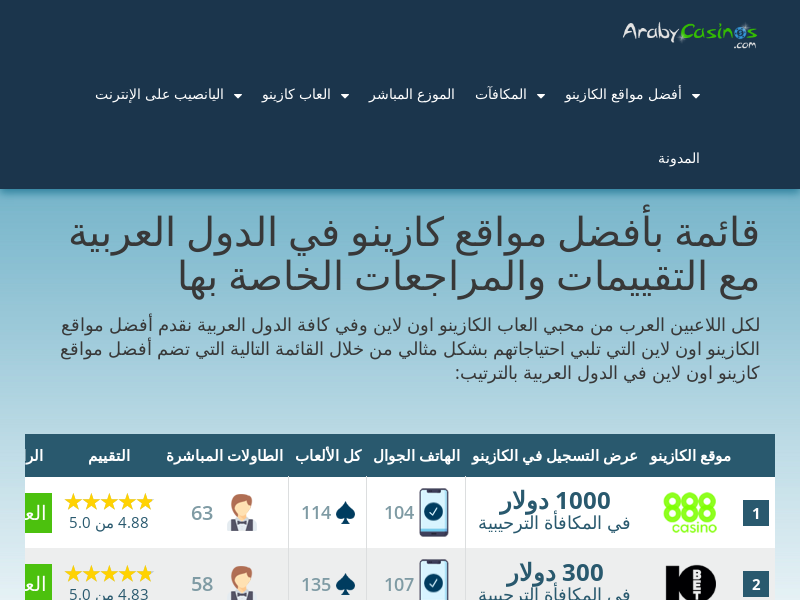 ArabyCasinos
.com
أفضل مواقع الكازينو
المكافآت
الموزع المباشر
العاب كازينو
اليانصيب على الإنترنت
المدونة
قائمة بأفضل مواقع كازينو في الدول العربية
مع التقييمات والمراجعات الخاصة بها
لكل اللاعبين العرب من محبي العاب الكازينو اون لاين وفي كافة الدول العربية نقدم أفضل مواقع
الكازينو اون لاين التي تلبي احتياجاتهم بشكل مثالي من خلال القائمة التالية التي تضم أفضل مواقع
كازينو اون لاين في الدول العربية بالترتيب:
موقع الكازينو
عرض التسجيل في الكازينو
الهاتف الجوال
كل الألعاب
الطاولات المباشرة
التقييم
1
888
casino
1000 دولار
في المكافأة الترحيبية
104
114
63
4.88 من 5.0
2
10
BET
300 دولار
في المكافأة الترحيبية
107
135
58
4.83 من 5.0